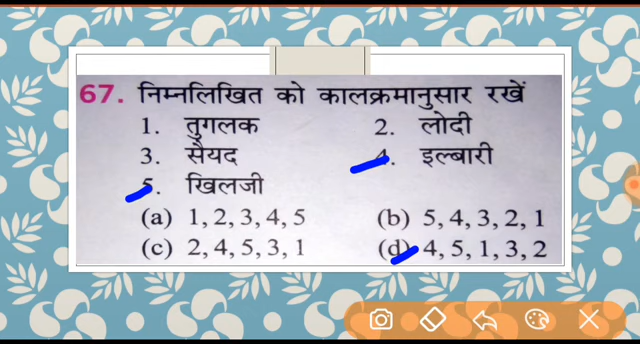 67. निम्नलिखित को कालक्रमानुसार रखें
1. तुगलक 2. लोदी
3. सैयद 4. इल्बारी
5. खिलजी
(a) 1, 2, 3, 4, 5 (b) 5, 4, 3, 2, 1
(c) 2, 4, 5, 3, 1 (d) 4, 5, 1, 3, 2